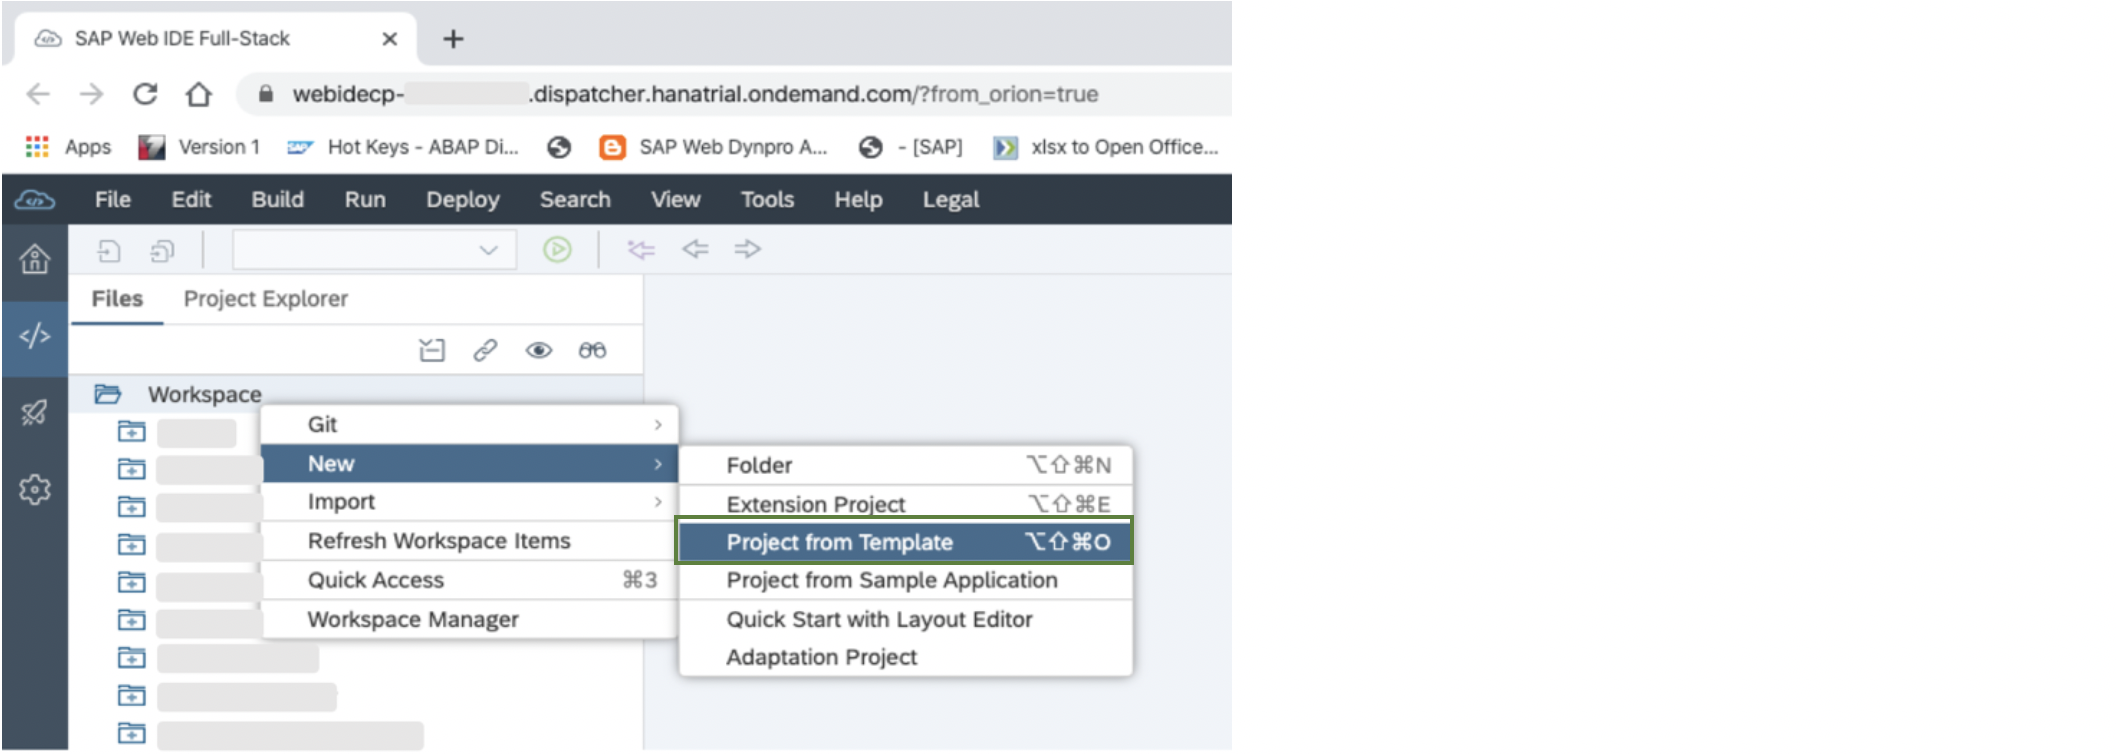 SAP Web IDE Full-Stack
webidecp-
.dispatcher.hanatrial.ondemand.com/?from_orion=true
Apps Version 1 Hot Keys - ABAP Di... SAP Web Dynpro A... - [SAP] xlsx to Open Office...
File Edit Build Run Deploy Search View Tools Help Legal
Files Project Explorer
Workspace
Git
New
Import
Refresh Workspace Items
Quick Access ⌘3
Workspace Manager
Folder ⌥⇧⌘N
Extension Project ⌥⇧⌘E
Project from Template ⌥⇧⌘O
Project from Sample Application
Quick Start with Layout Editor
Adaptation Project